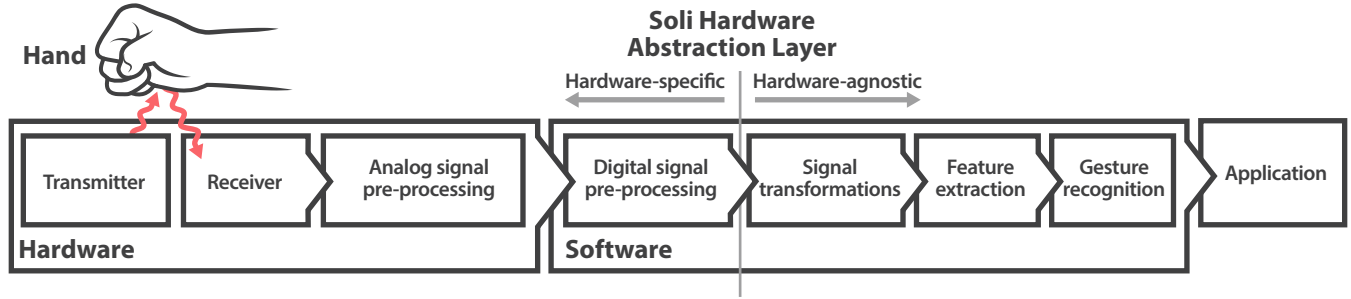 Soli Hardware
Abstraction Layer
Hand
Hardware-specific
Hardware-agnostic
Transmitter
Receiver
Analog signal
pre-processing
Digital signal
pre-processing
Signal
transformations
Feature
extraction
Gesture
recognition
Application
Hardware
Software